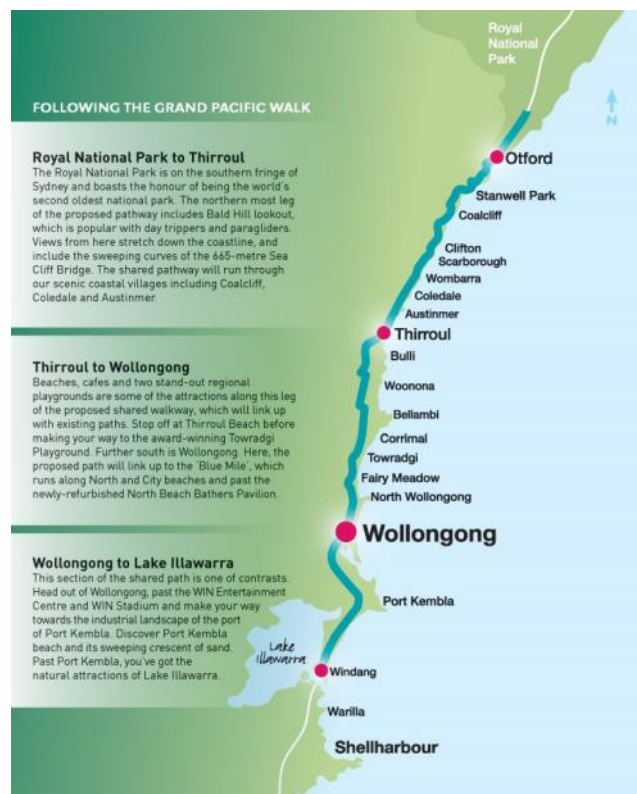 Royal
National
Park
N
FOLLOWING THE GRAND PACIFIC WALK
Royal National Park to Thirroul
The Royal National Park is on the southern fringe of
Sydney and boasts the honour of being the world's
second oldest national park. The northern most leg
of the proposed pathway includes Bald Hill lookout,
which is popular with day trippers and paragliders.
Views from here stretch down the coastline, and
include the sweeping curves of the 665-metre Sea
Cliff Bridge. The shared pathway will run through
our scenic coastal villages including Coalcliff,
Coledale and Austinmer.
Otford
Stanwell Park
Coalcliff
Clifton
Scarborough
Wombarra
Coledale
Austinmer
Thirroul
Bulli
Thirroul to Wollongong
Beaches, cafes and two stand-out regional
playgrounds are some of the attractions along this leg
of the proposed shared walkway, which will link up
with existing paths. Stop off at Thirroul Beach before
making your way to the award-winning Towradgi
Playground. Further south is Wollongong. Here, the
proposed path will link up to the 'Blue Mile', which
runs along North and City beaches and past the
newly-refurbished North Beach Bathers Pavilion.
Woonona
Bellambi
Corrimal
Towradgi
Fairy Meadow
North Wollongong
Wollongong
Wollongong to Lake Illawarra
This section of the shared path is one of contrasts.
Head out of Wollongong, past the WIN Entertainment
Centre and WIN Stadium and make your way
towards the industrial landscape of the port
of Port Kembla. Discover Port Kembla
beach and its sweeping crescent of sand.
Past Port Kembla, you've got the
natural attractions of Lake Illawarra.
Port Kembla
Lake
Illawarra
Windang
Warilla
Shellharbour